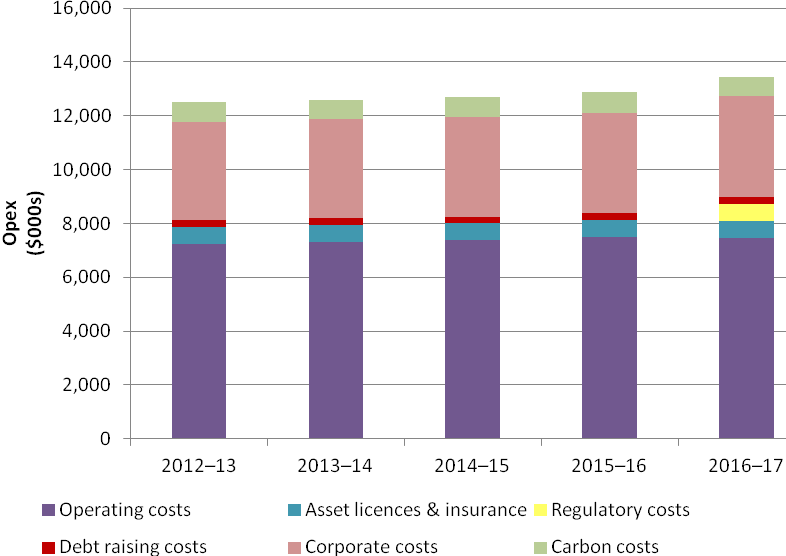 16,000
14,000
12,000
10,000
8,000
6,000
4,000
2,000
0
Opex
($000s)
2012–13 2013–14 2014–15 2015–16 2016–17
Operating costs Asset licences & insurance Regulatory costs
Debt raising costs Corporate costs Carbon costs